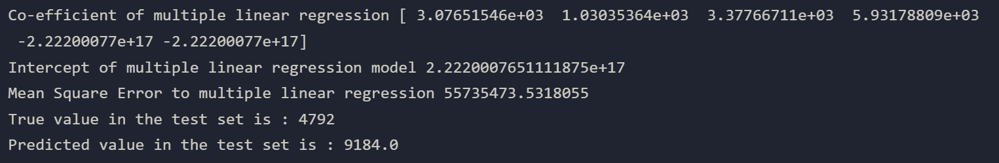 Co-efficient of multiple linear regression [ 3.07651546e+03  1.03035364e+03  3.37766711e+03  5.93178809e+03
 -2.22200077e+17 -2.22200077e+17]
Intercept of multiple linear regression model 2.2220007651111875e+17
Mean Square Error to multiple linear regression 55735473.5318055
True value in the test set is : 4792
Predicted value in the test set is : 9184.0